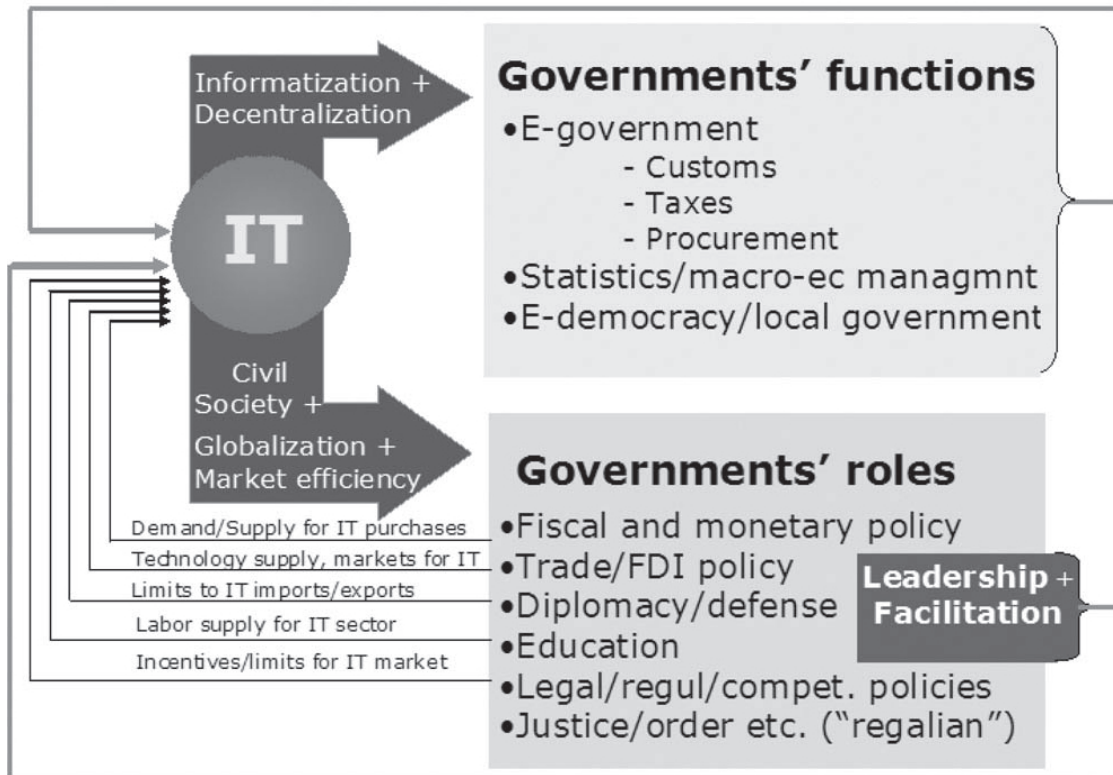 Informatization +
Decentralization
IT
Civil
Society +
Globalization +
Market efficiency
Governments’ functions
•E-government
- Customs
- Taxes
- Procurement
•Statistics/macro-ec managmnt
•E-democracy/local government
Governments’ roles
•Fiscal and monetary policy
•Trade/FDI policy
•Diplomacy/defense
•Education
•Legal/regul/compet. policies
•Justice/order etc. (“regalian”)
Leadership +
Facilitation
Demand/Supply for IT purchases
Technology supply, markets for IT
Limits to IT imports/exports
Labor supply for IT sector
Incentives/limits for IT market